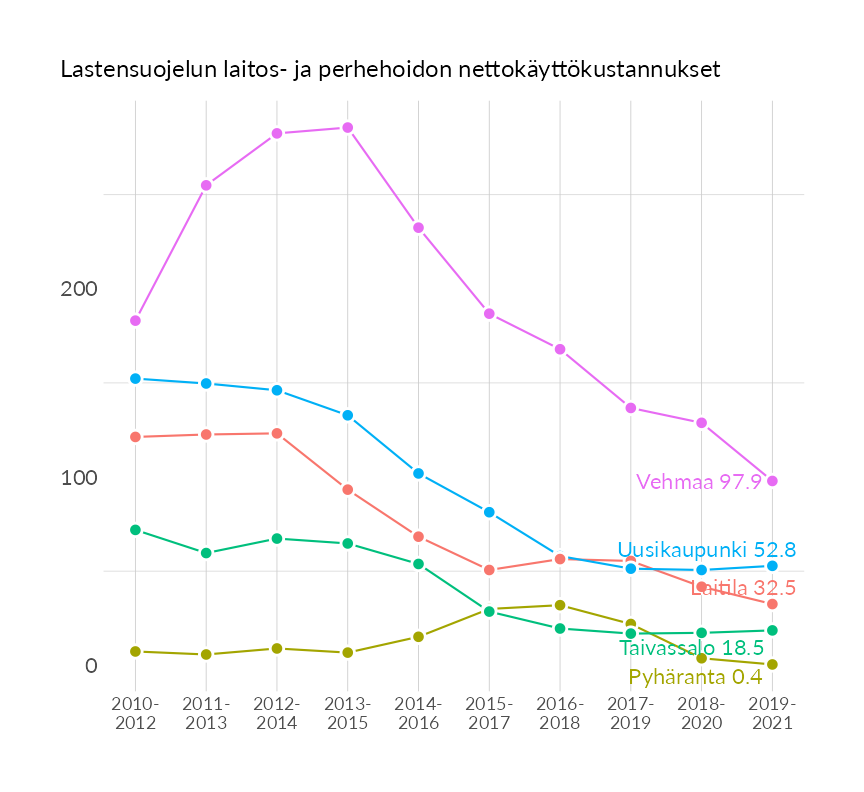 Lastensuojelun laitos- ja perhehoidon nettokäyttökustannukset
200
100
0
Vehmaa 97.9
Uusikaupunki 52.8
Laitila 32.5
Taivassalo 18.5
Pyhäranta 0.4
2010- 2011- 2012- 2013- 2014- 2015- 2016- 2017- 2018- 2019-
2012 2013 2014 2015 2016 2017 2018 2019 2020 2021